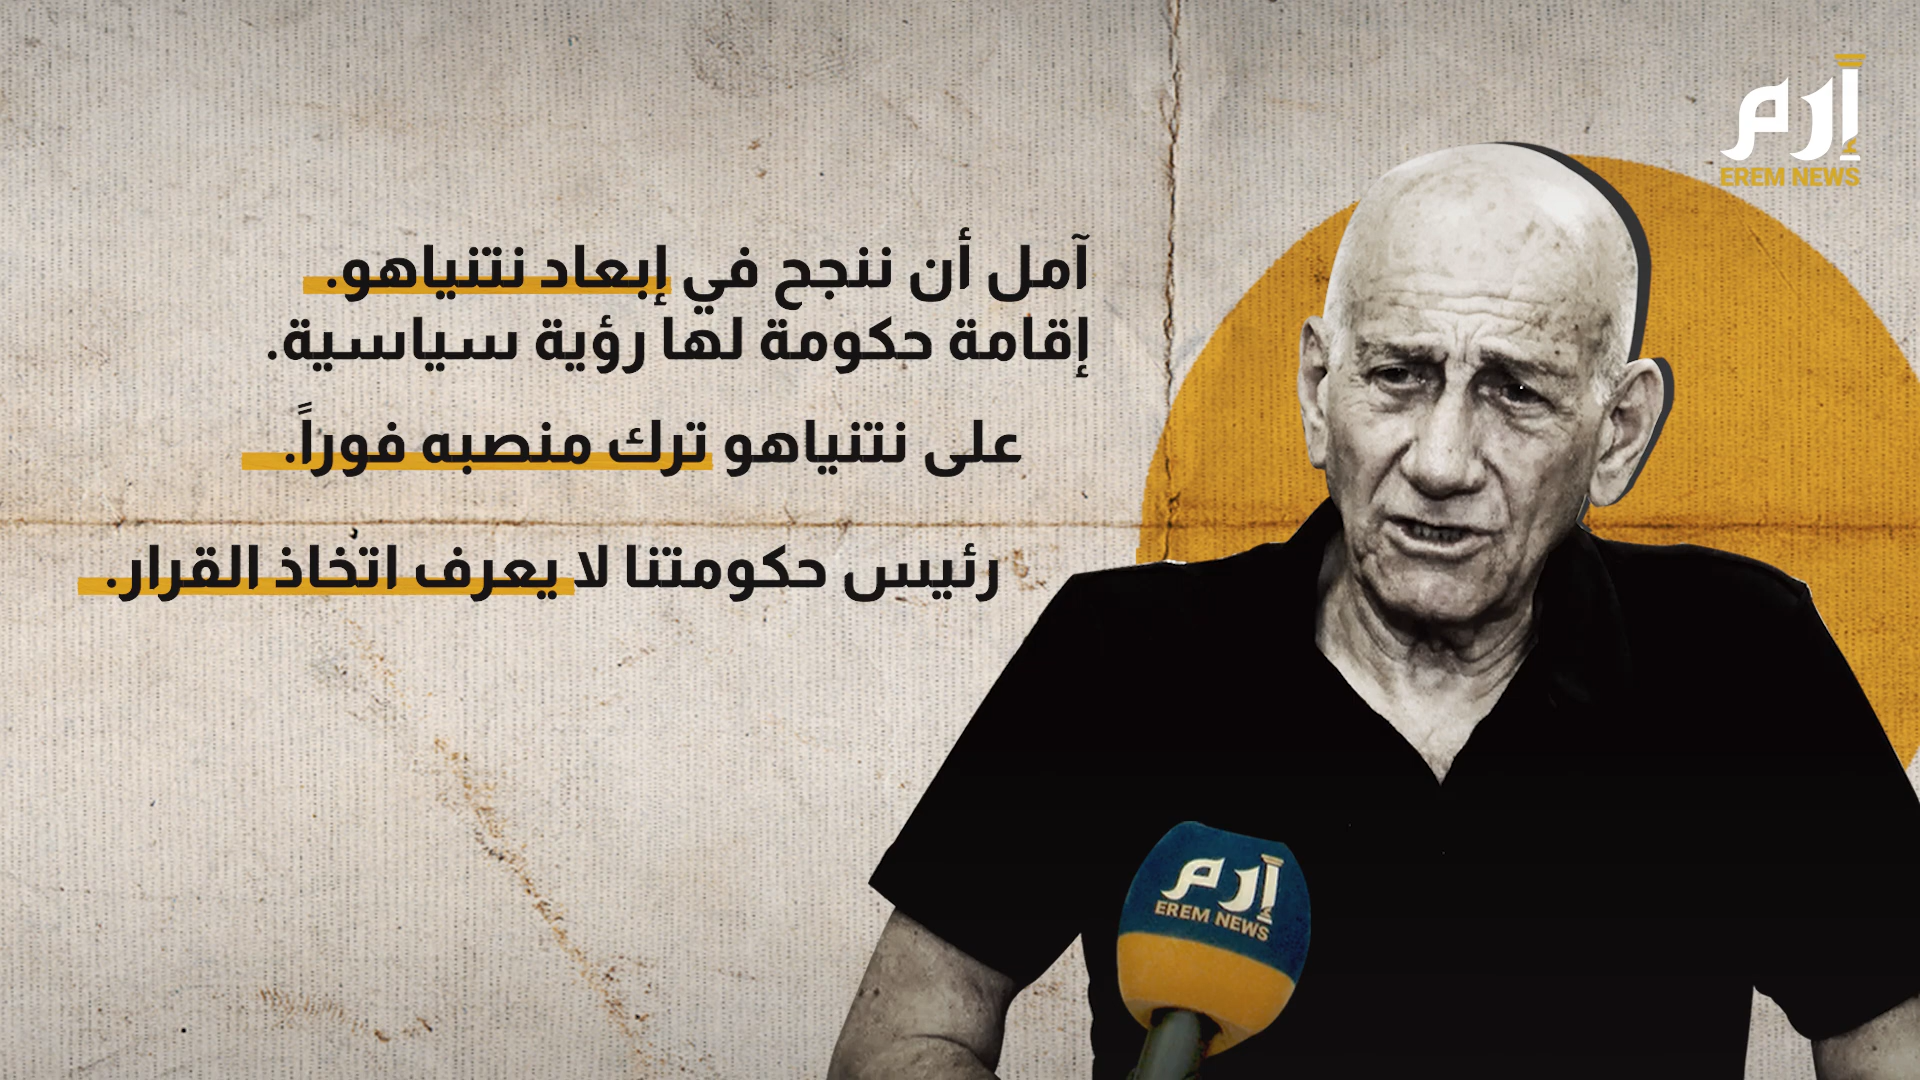 إرم
EREM NEWS
آمل أن ننجح في إبعاد نتنياهو.
إقامة حكومة لها رؤية سياسية.
على نتنياهو ترك منصبه فوراً.
رئيس حكومتنا لا يعرف اتخاذ القرار.
إرم
EREM NEWS